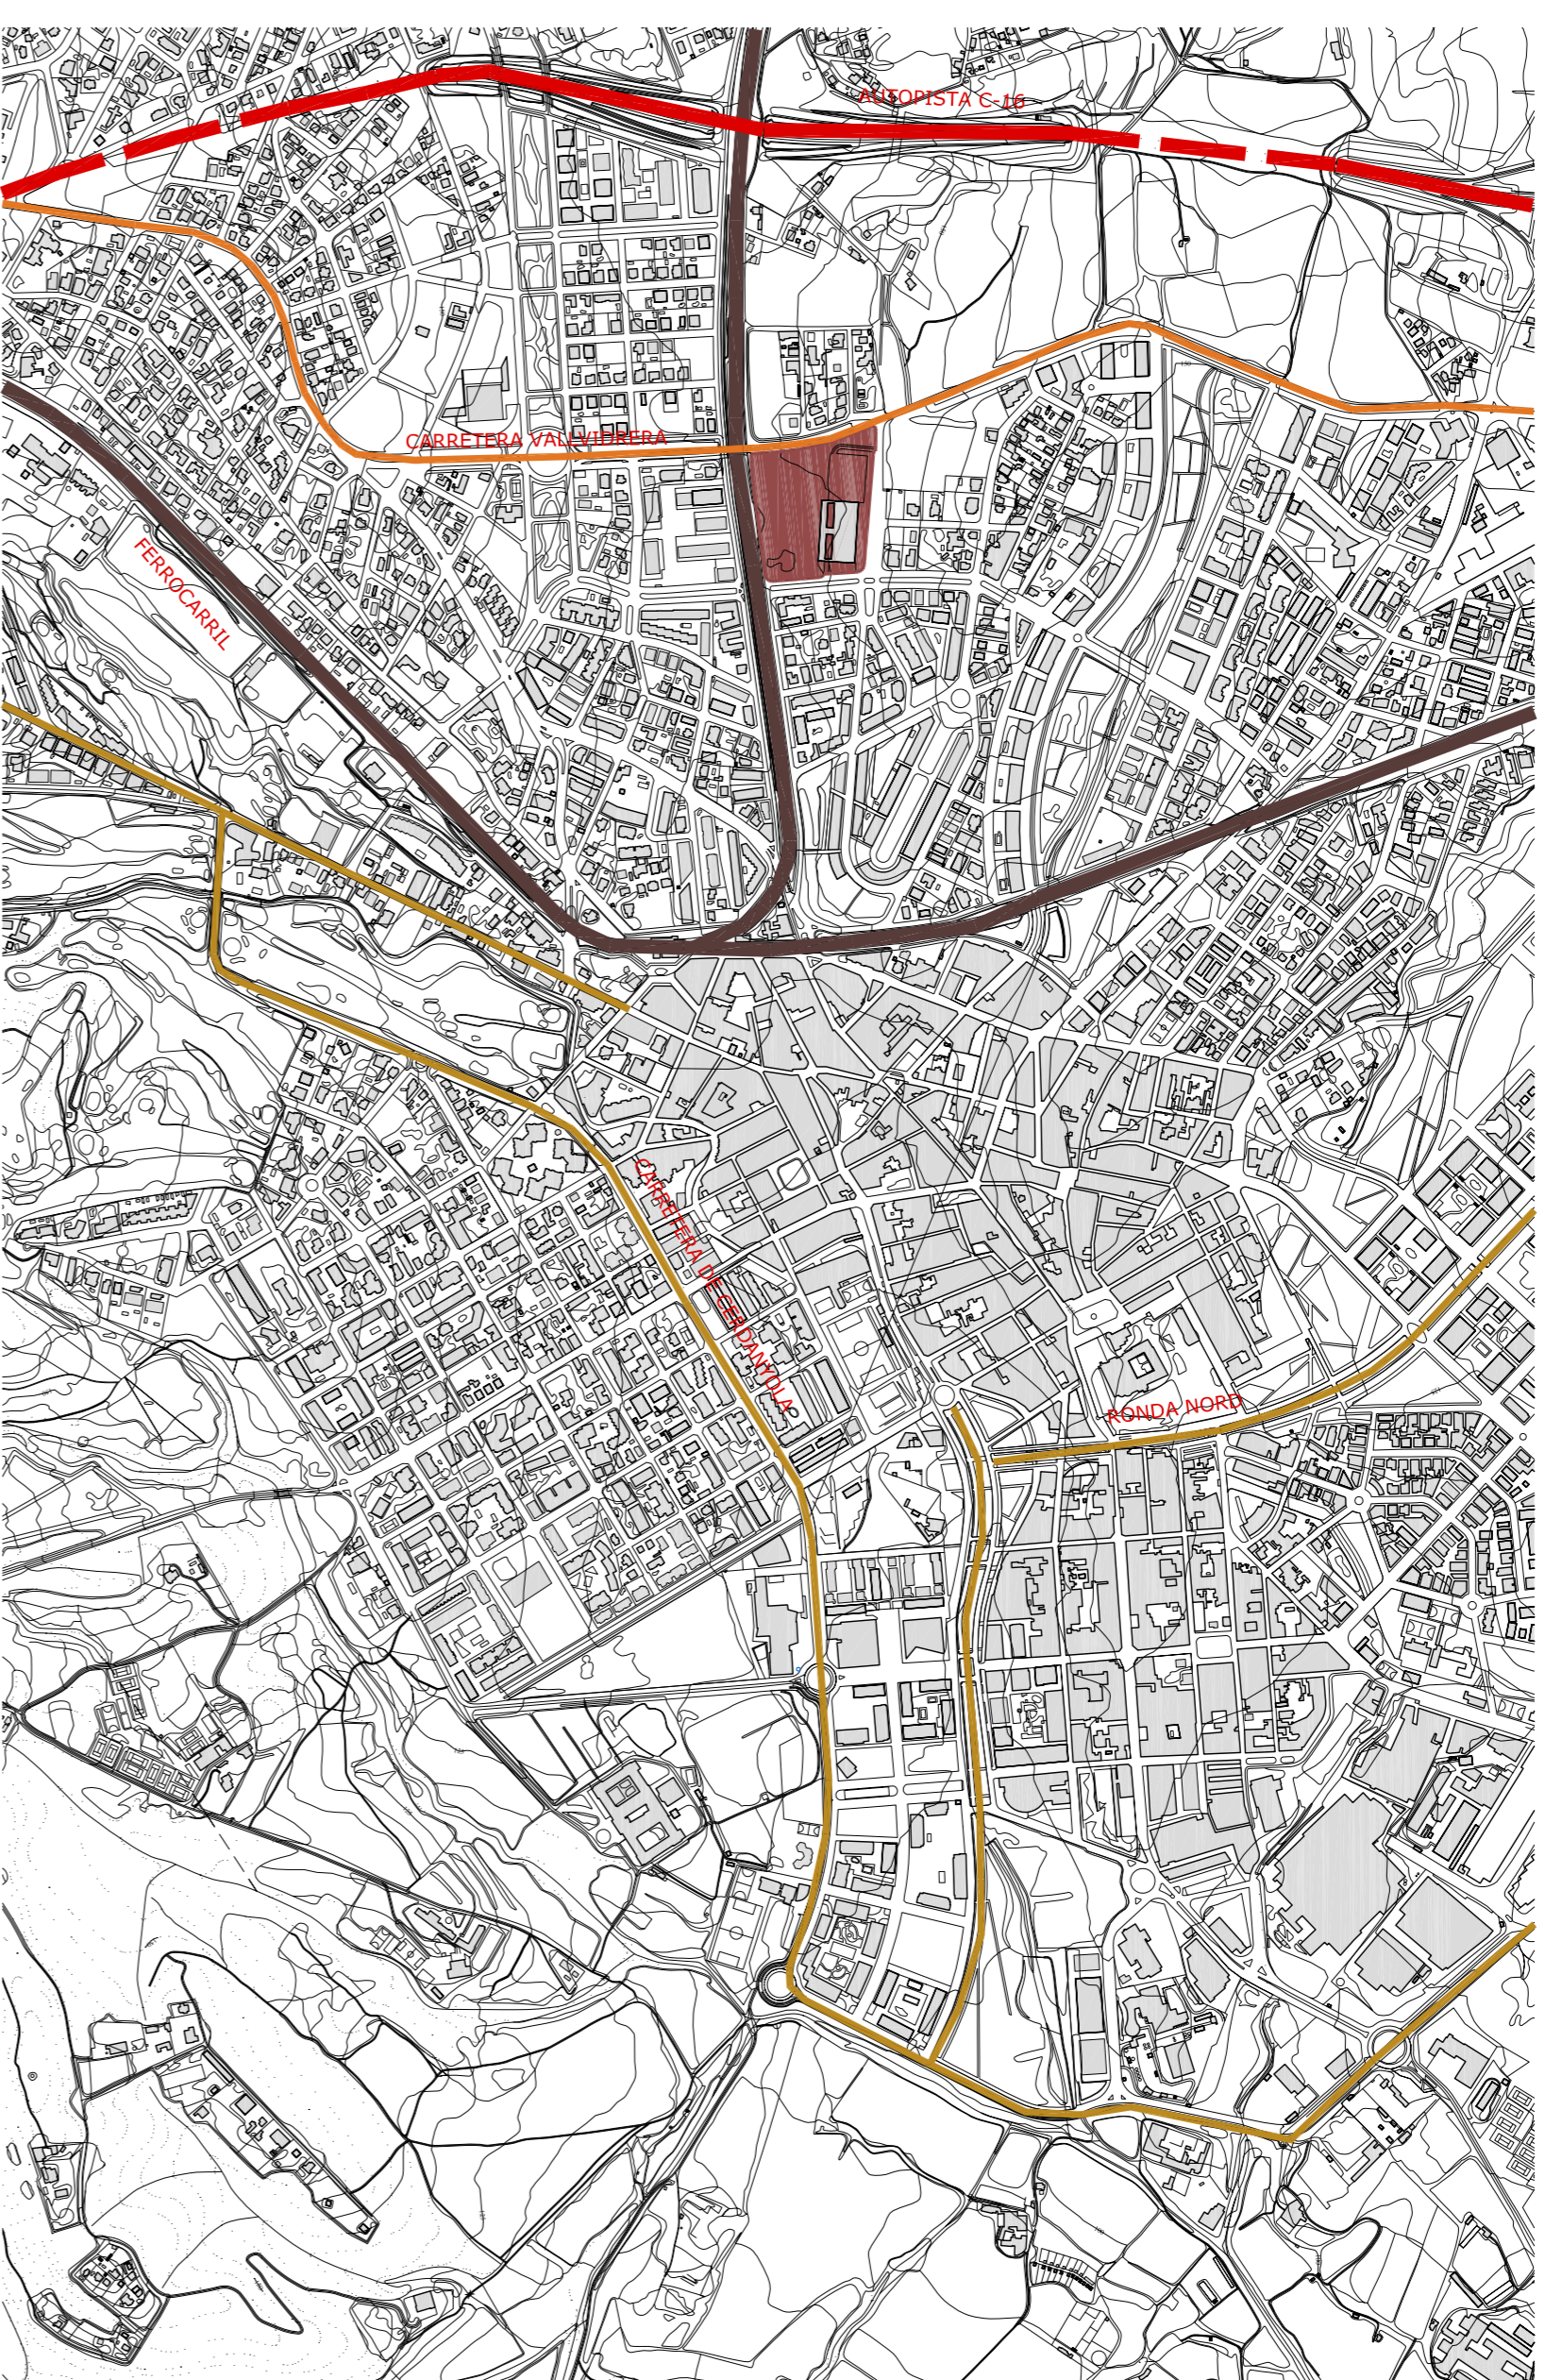 AUTOPISTA C-16
CARRETERA VALLVIDRERA
FERROCARRIL
CARRETERA DE CERDANYOLA
RONDA NORD